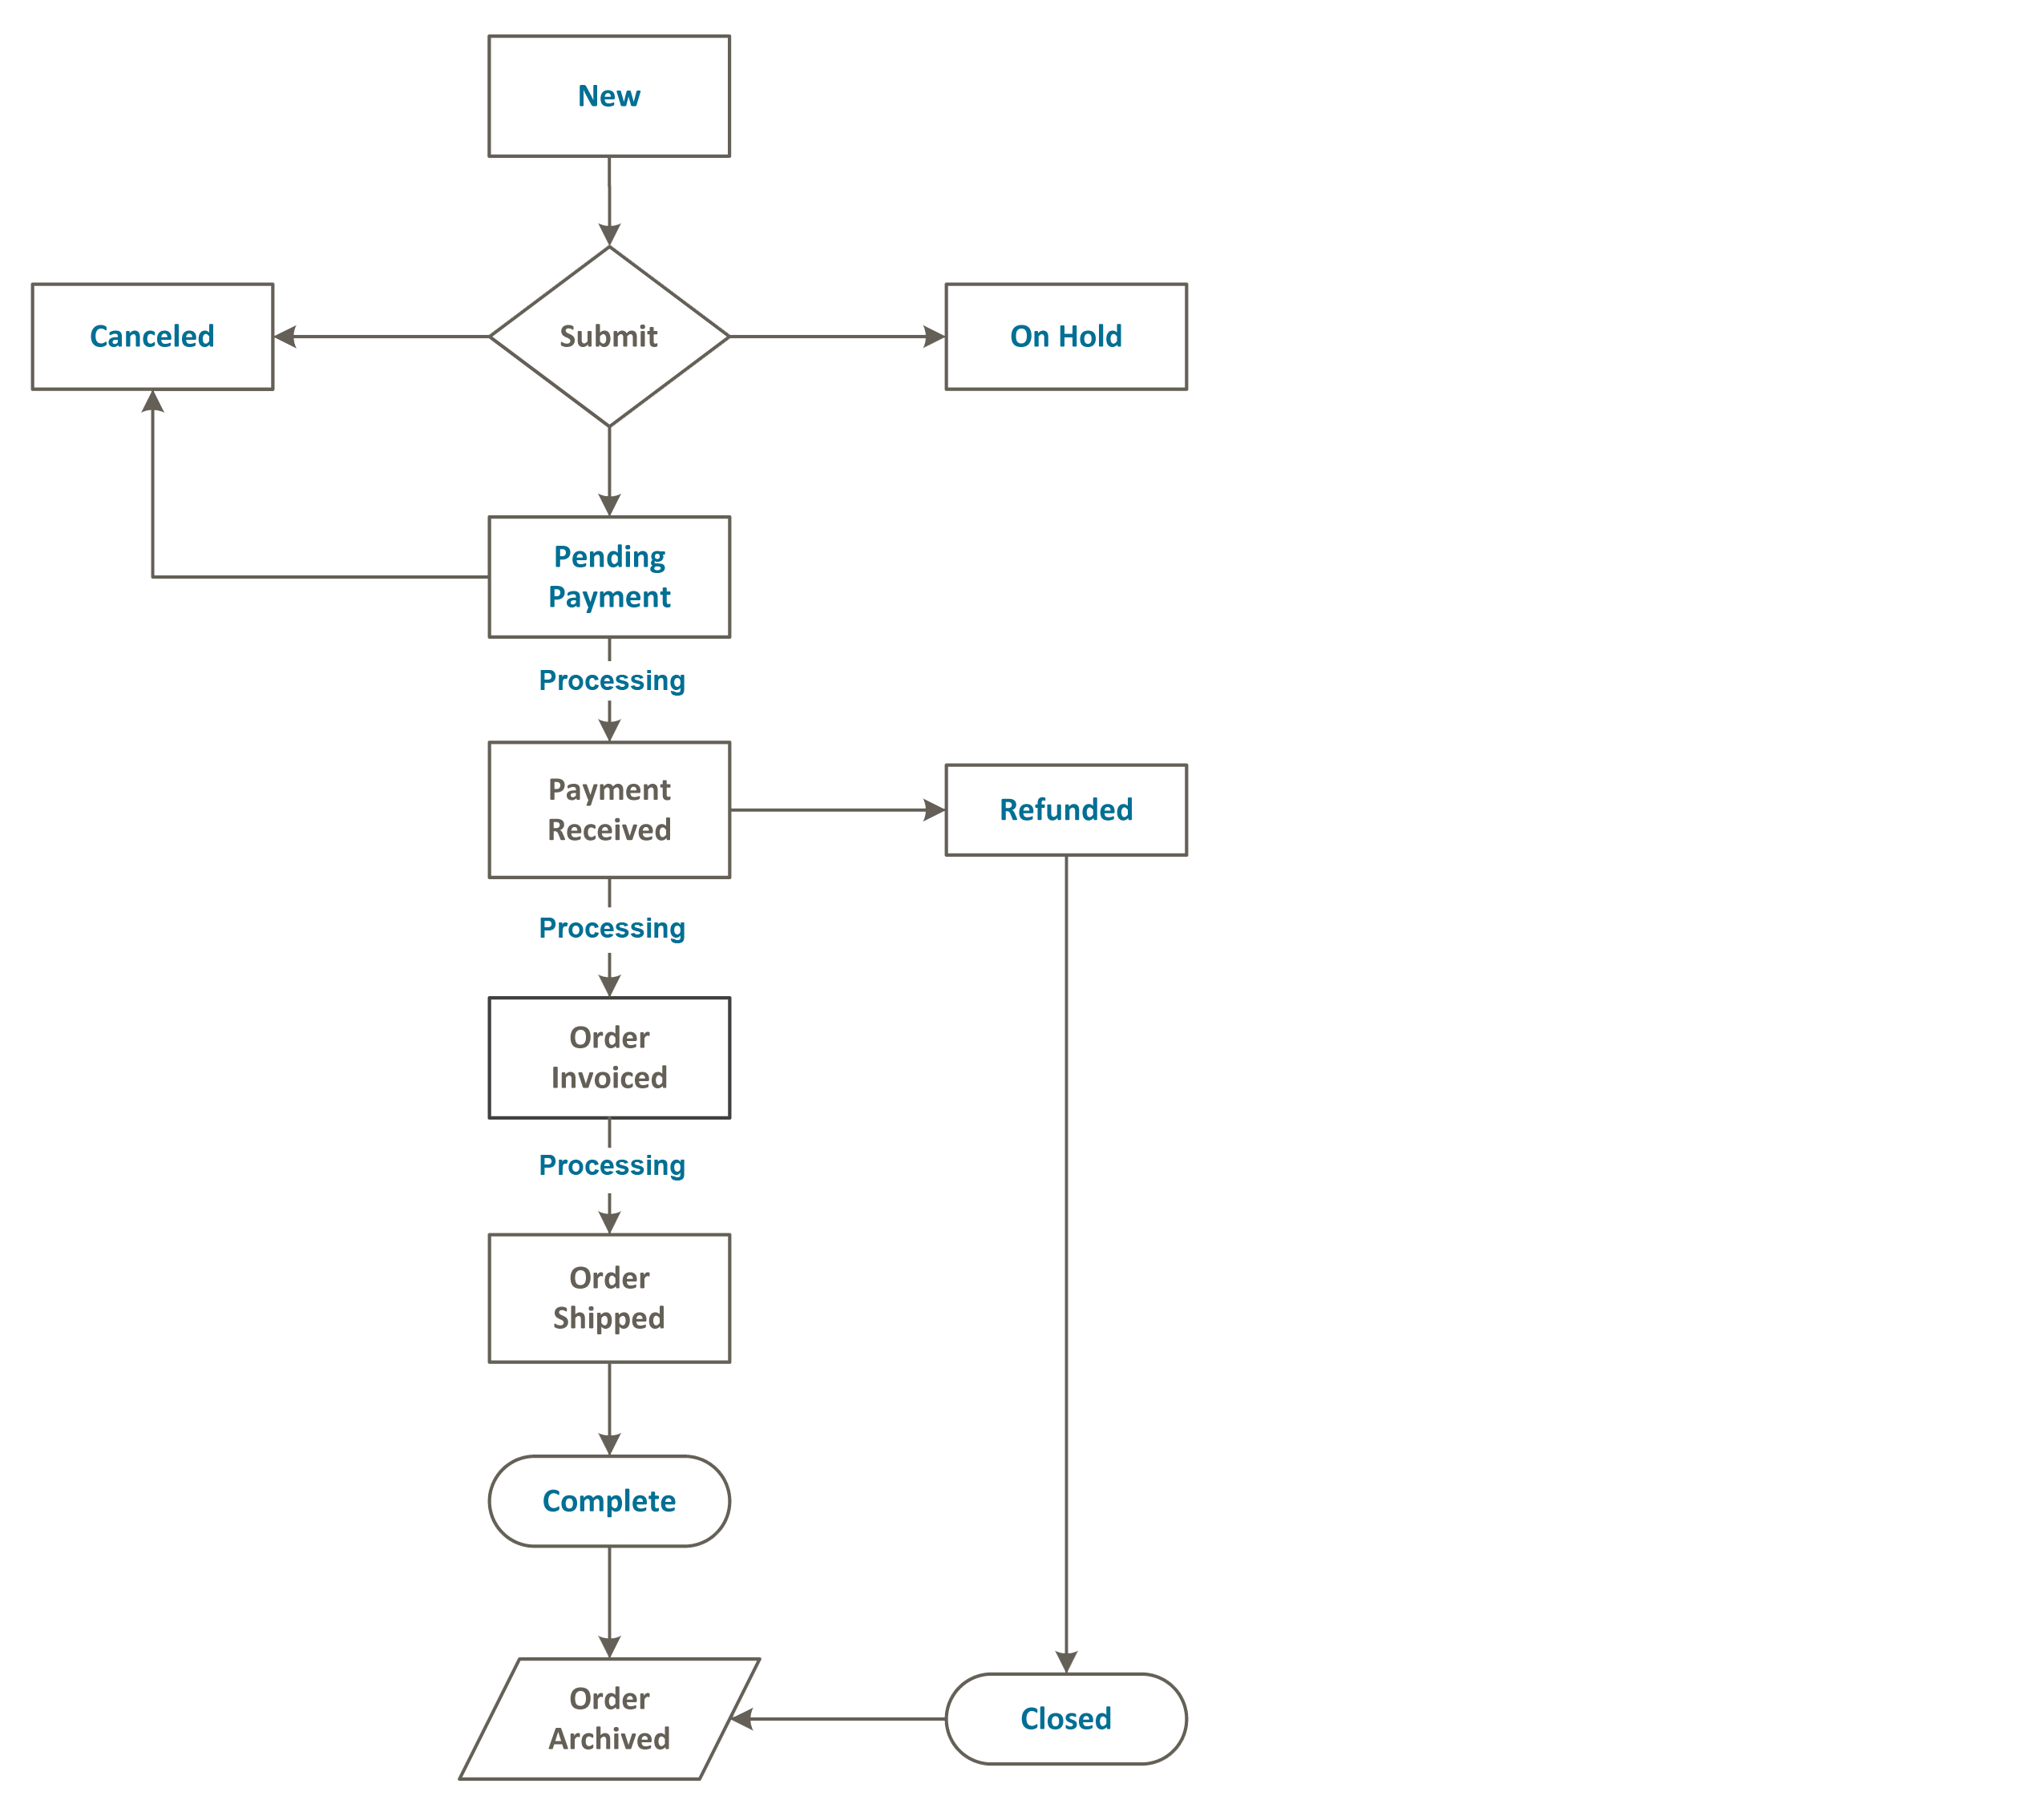 New
Canceled
Submit
On Hold
Pending
Payment
Processing
Payment
Received
Refunded
Processing
Order
Invoiced
Processing
Order
Shipped
Complete
Order
Archived
Closed